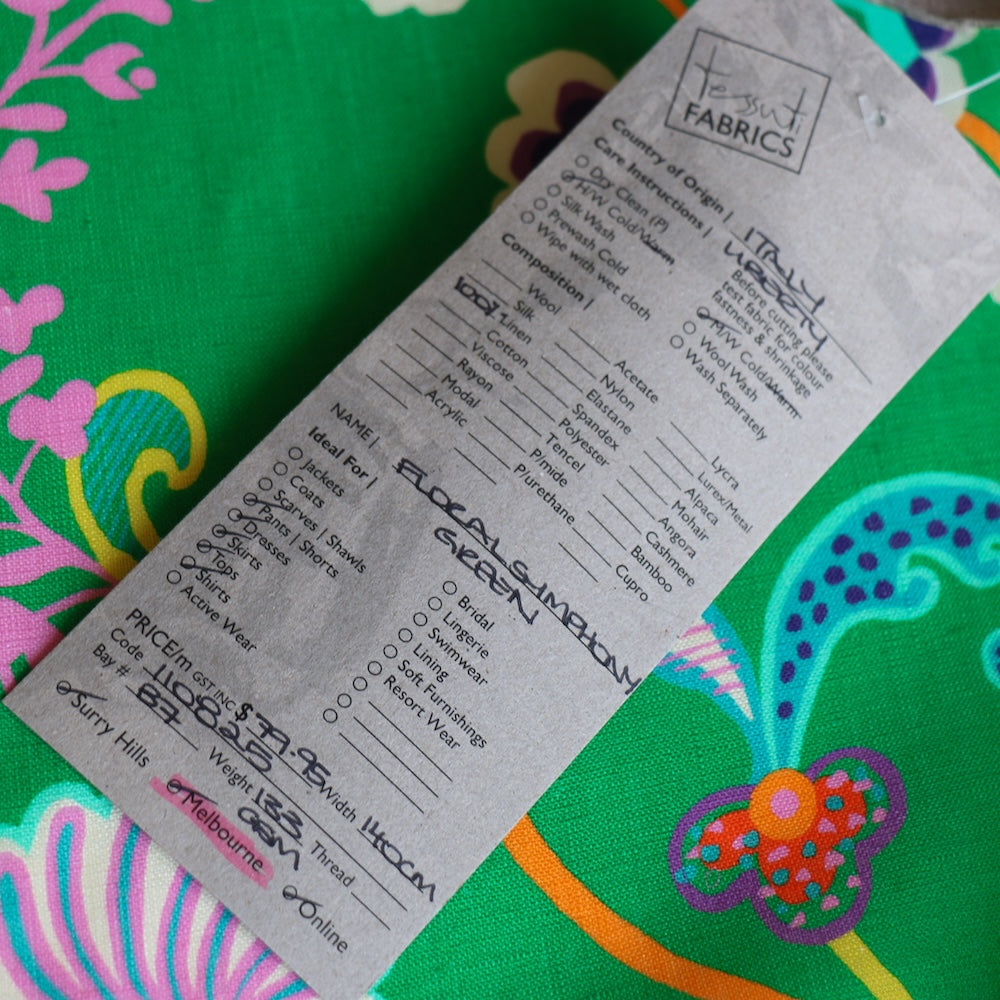 tessuti
FABRICS
Country of Origin | ITALY
Care Instructions | LIBERTY
Dry Clean (P)
H/W Cold/Warm
Silk Wash
Prewash Cold
Wipe with wet cloth
Before cutting please
test fabric for colour
fastness & shrinkage
M/W Cold/Warm
Wool Wash
Wash Separately
Composition |
Wool
Silk
100% Linen
Cotton
Viscose
Rayon
Modal
Acrylic
Acetate
Nylon
Elastane
Spandex
Polyester
Tencel
P/mide
P/urethane
Lycra
Lurex/Metal
Alpaca
Mohair
Angora
Cashmere
Bamboo
Cupro
NAME | FLORAL SIMPHONY
GREEN
Ideal For |
Jackets
Coats
Scarves | Shawls
Pants | Shorts
Dresses
Skirts
Tops
Shirts
Active Wear
Bridal
Lingerie
Swimwear
Lining
Soft Furnishings
Resort Wear
PRICE/m GST INC $79.95
Code 1108825 Width 140CM
Bay # B7 Weight 133 GSM Thread
Surry Hills
Melbourne
Online